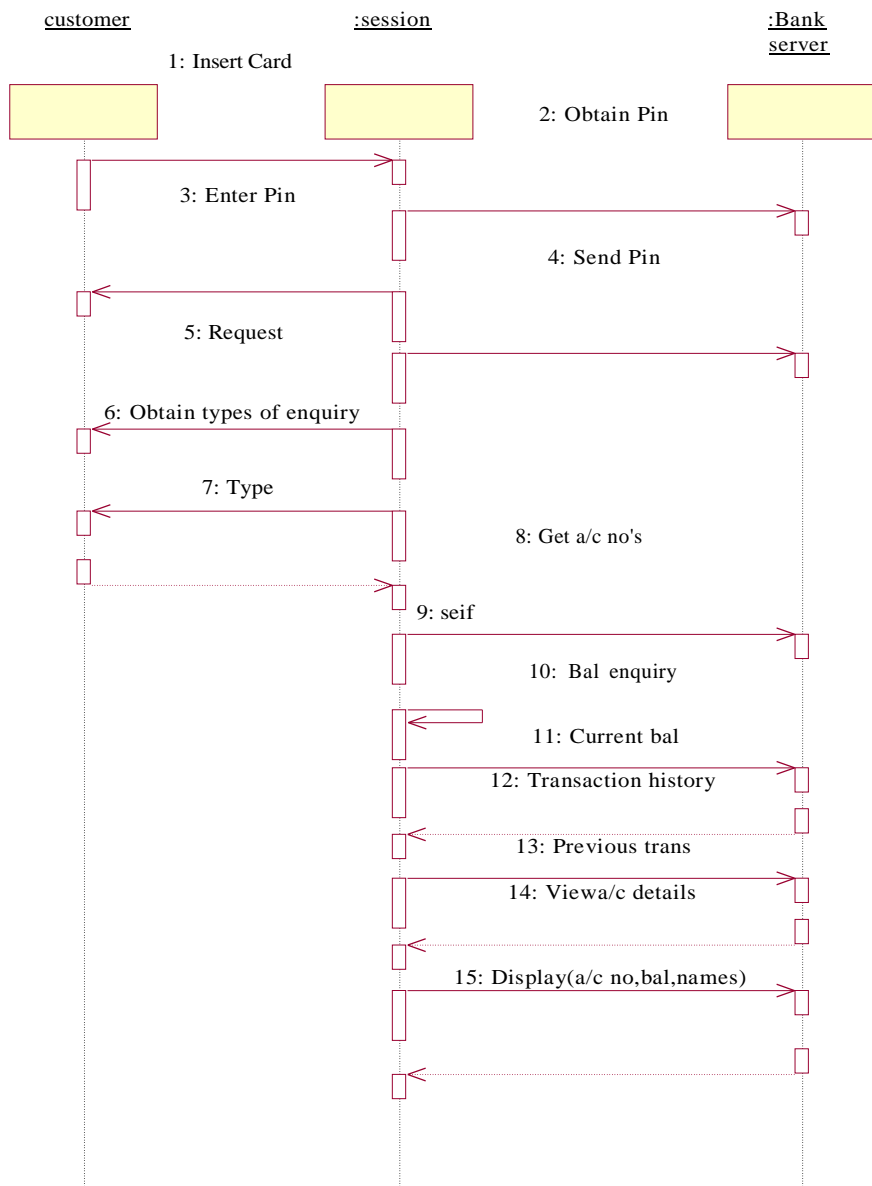 customer
:session
:Bank
server
1: Insert Card
2: Obtain Pin
3: Enter Pin
4: Send Pin
5: Request
6: Obtain types of enquiry
7: Type
8: Get a/c no's
9: seif
10: Bal enquiry
11: Current bal
12: Transaction history
13: Previous trans
14: Viewa/c details
15: Display(a/c no,bal,names)